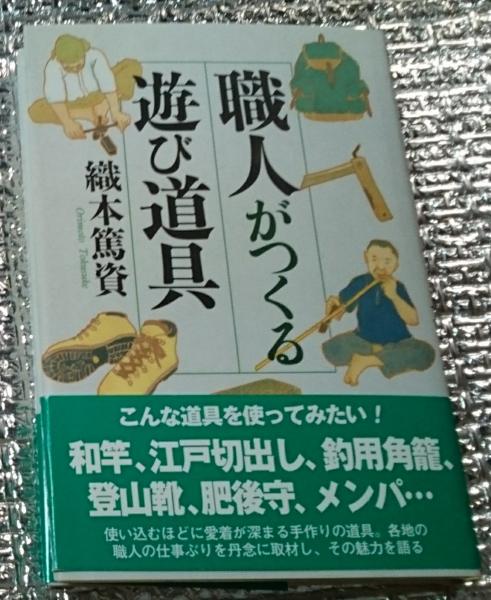 職人がつくる
遊び道具
織本篤資
Orimoto Tokusuke
こんな道具を使ってみたい!
和竿、江戸切出し、釣用角籠、
登山靴、肥後守、メンパ…
使い込むほどに愛着が深まる手作りの道具。各地の
職人の仕事ぶりを丹念に取材し、その魅力を語る